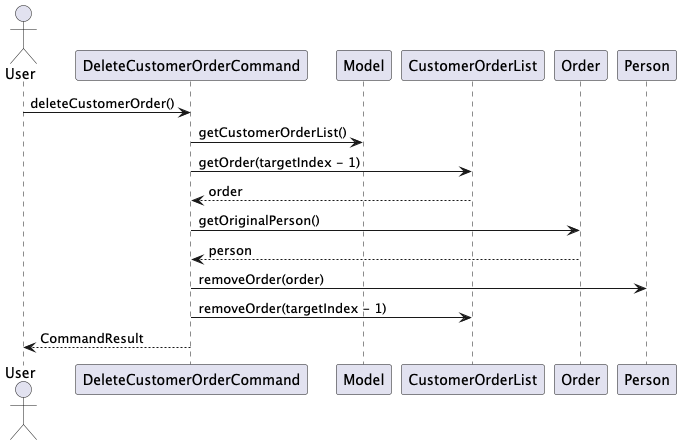 User
DeleteCustomerOrderCommand
Model
CustomerOrderList
Order
Person
deleteCustomerOrder()
getCustomerOrderList()
getOrder(targetIndex - 1)
order
getOriginalPerson()
person
removeOrder(order)
removeOrder(targetIndex - 1)
CommandResult
User
DeleteCustomerOrderCommand
Model
CustomerOrderList
Order
Person